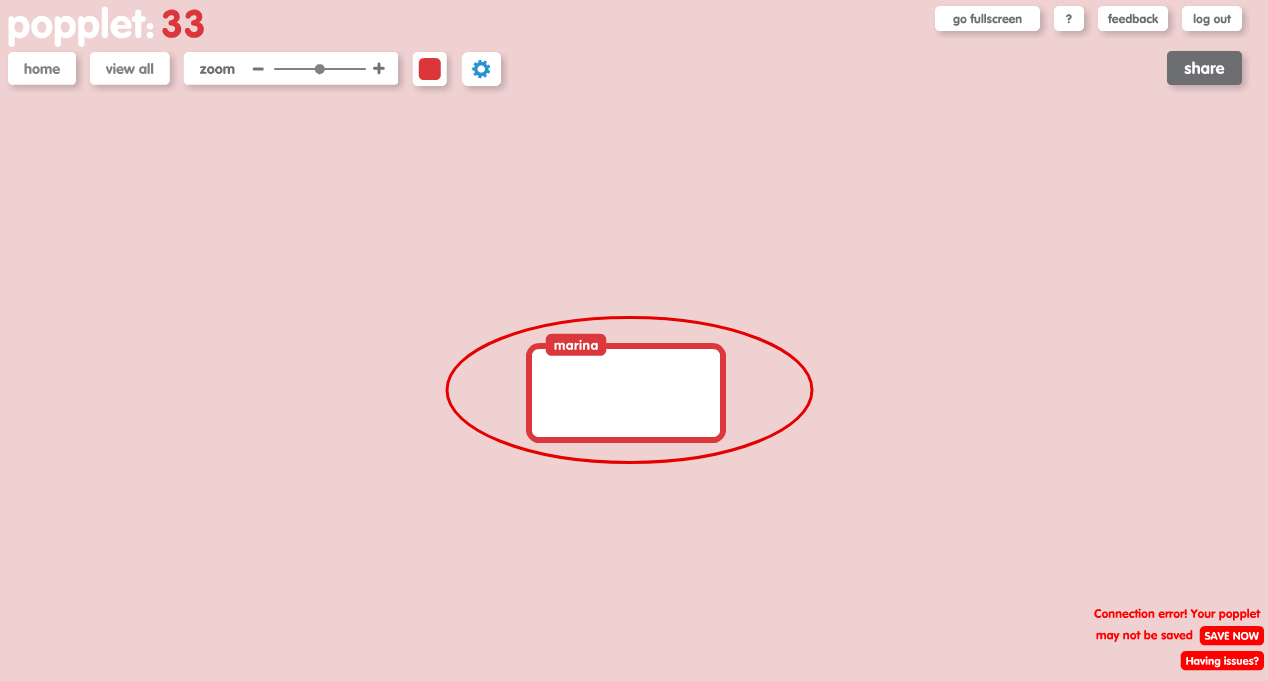 popplet: 33
go fullscreen ? feedback log out
home view all zoom − + share
marina
Connection error! Your popplet
may not be saved SAVE NOW
Having issues?